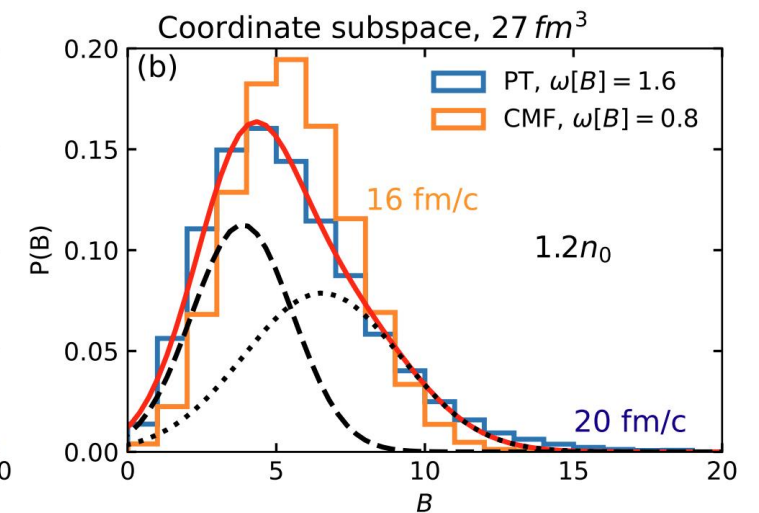 Coordinate subspace, 27 fm³
(b)
PT, ω[B] = 1.6
CMF, ω[B] = 0.8
16 fm/c
1.2n₀
20 fm/c
P(B)
0.20
0.15
0.10
0.05
0.00
0
0 5 10 15 20
B